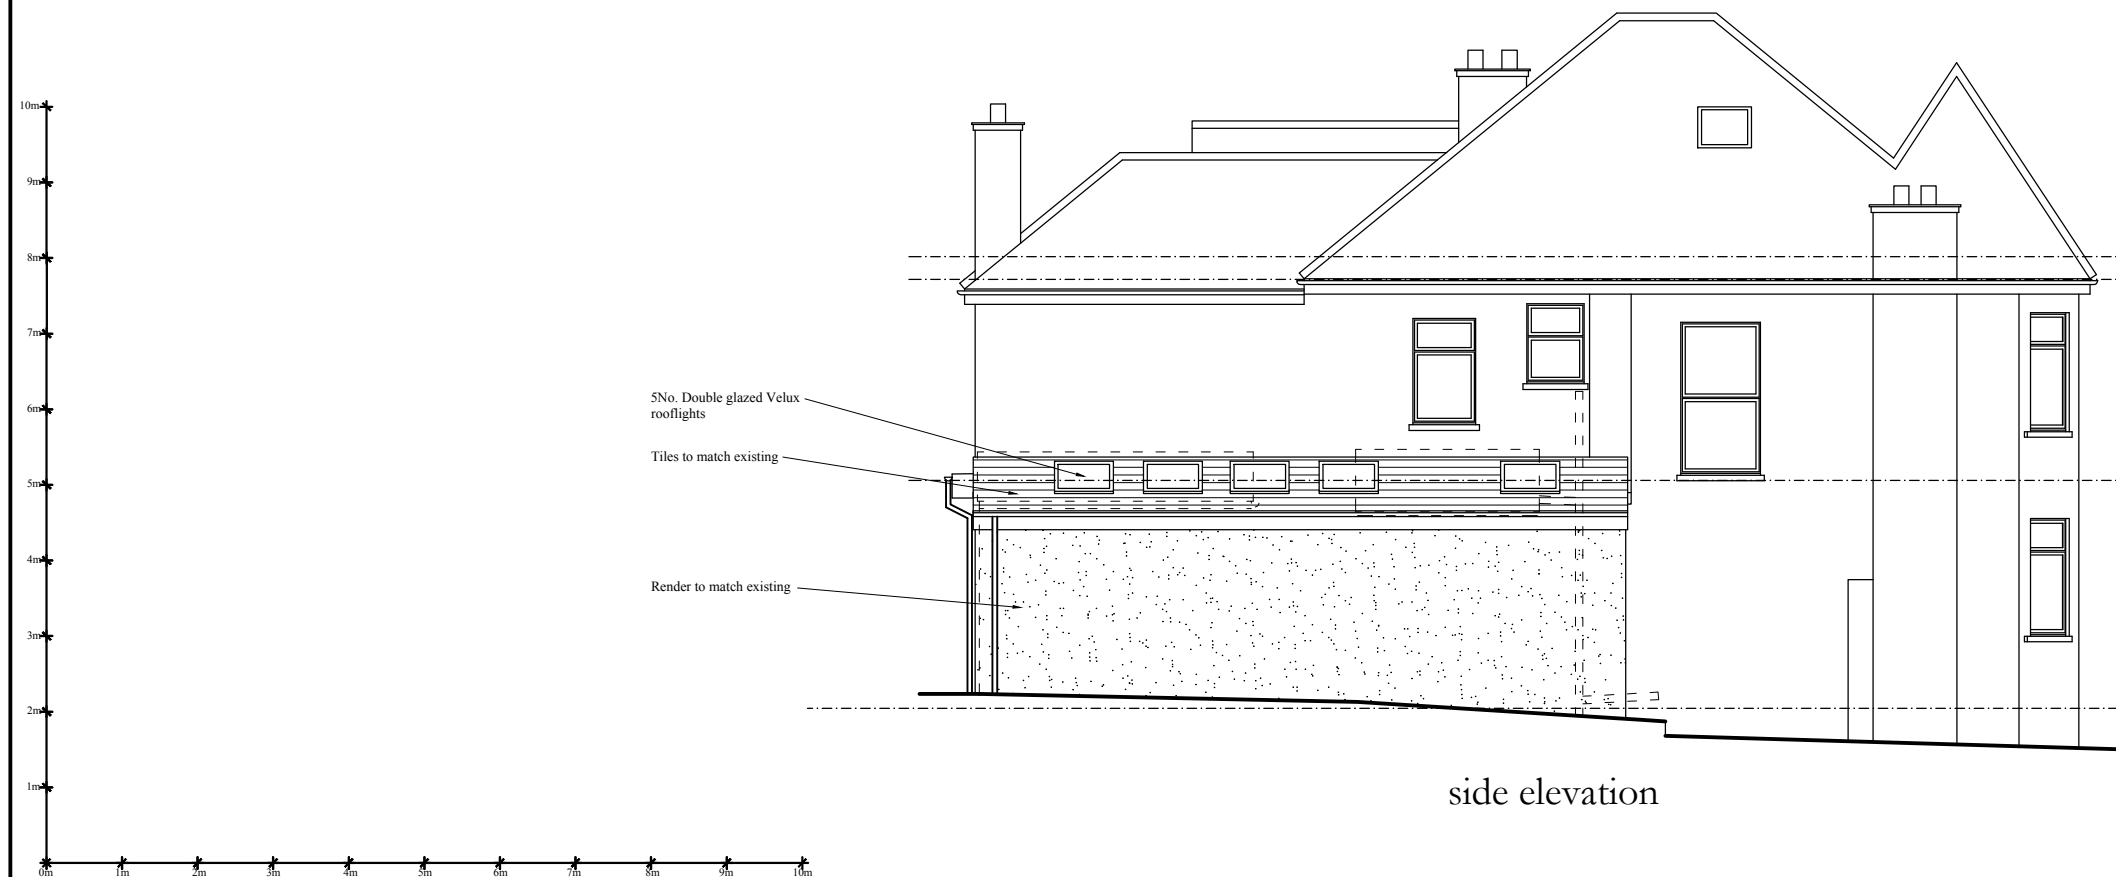 10m
9m
8m
7m
6m
5No. Double glazed Velux
rooflights
Tiles to match existing
5m
4m
Render to match existing
3m
2m
1m
side elevation
0m 1m 2m 3m 4m 5m 6m 7m 8m 9m 10m